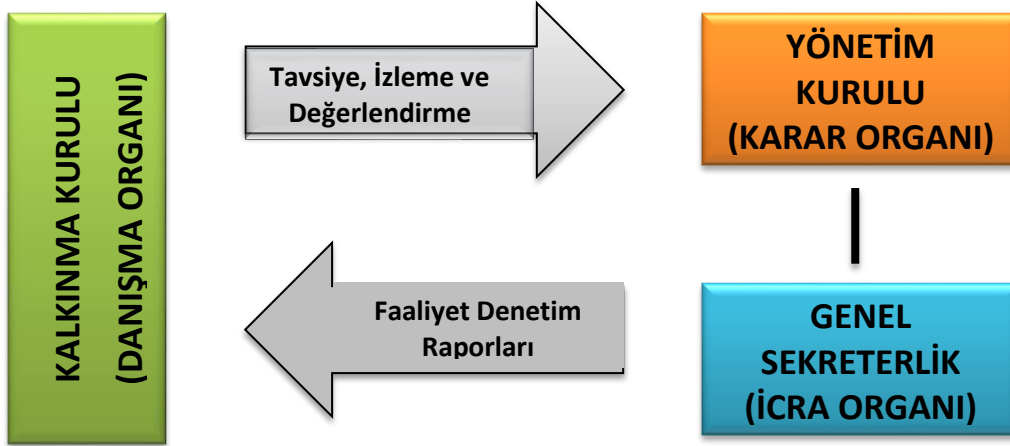 KALKINMA KURULU
(DANIŞMA ORGANI)
Tavsiye, İzleme ve
Değerlendirme
YÖNETİM
KURULU
(KARAR ORGANI)
Faaliyet Denetim
Raporları
GENEL
SEKRETERLİK
(İCRA ORGANI)